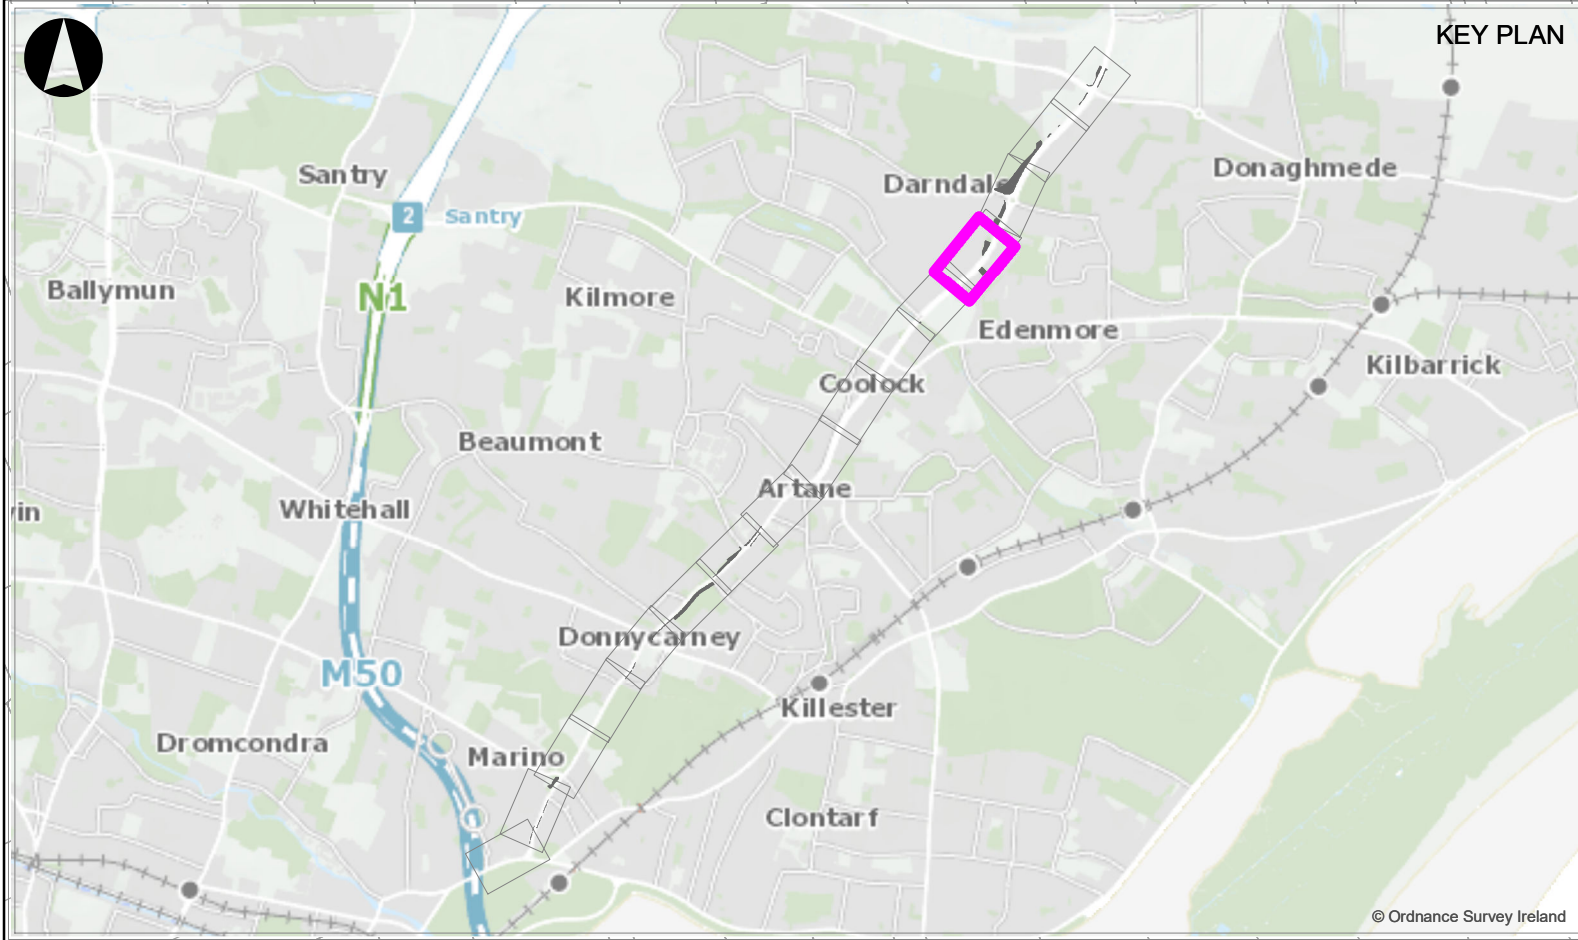 KEY PLAN
Santry
Darndale
Donaghmede
2
Santry
Ballymun
N1
Kilmore
Edenmore
Kilbarrick
Coolock
Beaumont
Artane
Whitehall
vin
Donnycarney
M50
Killester
Dromcondra
Marino
Clontarf
© Ordnance Survey Ireland